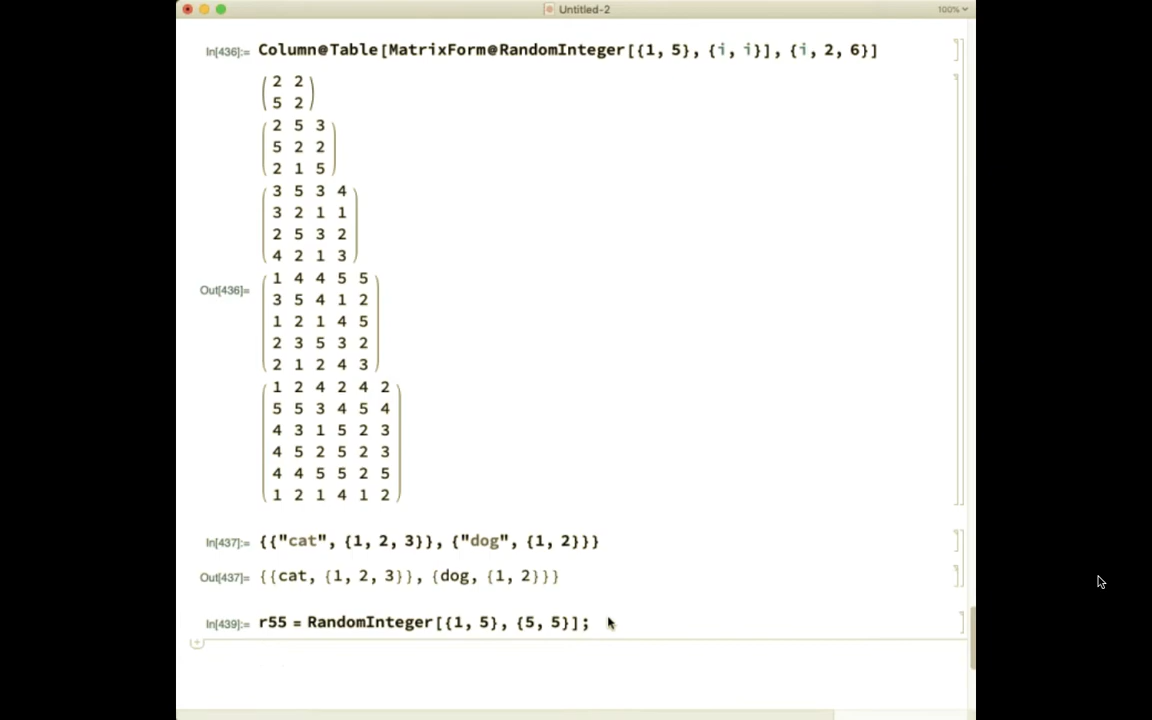 Untitled-2
100%
In[436]:= Column@Table[MatrixForm@RandomInteger[{1, 5}, {i, i}], {i, 2, 6}]
2 2
5 2
2 5 3
5 2 2
2 1 5
3 5 3 4
3 2 1 1
2 5 3 2
4 2 1 3
Out[436]=
1 4 4 5 5
3 5 4 1 2
1 2 1 4 5
2 3 5 3 2
2 1 2 4 3
1 2 4 2 4 2
5 5 3 4 5 4
4 3 1 5 2 3
4 5 2 5 2 3
4 4 5 5 2 5
1 2 1 4 1 2
In[437]:= {{"cat", {1, 2, 3}}, {"dog", {1, 2}}}
Out[437]= {{cat, {1, 2, 3}}, {dog, {1, 2}}}
In[439]:= r55 = RandomInteger[{1, 5}, {5, 5}];